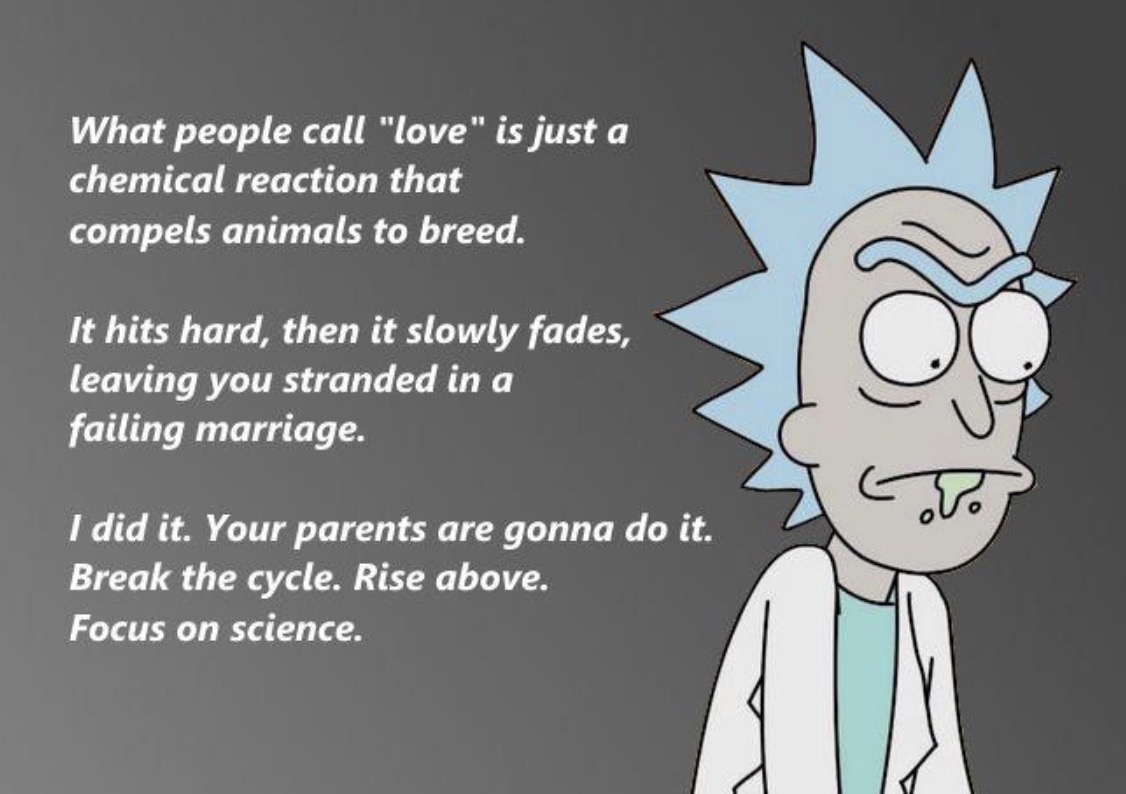 What people call "love" is just a
chemical reaction that
compels animals to breed.
It hits hard, then it slowly fades,
leaving you stranded in a
failing marriage.
I did it. Your parents are gonna do it.
Break the cycle. Rise above.
Focus on science.